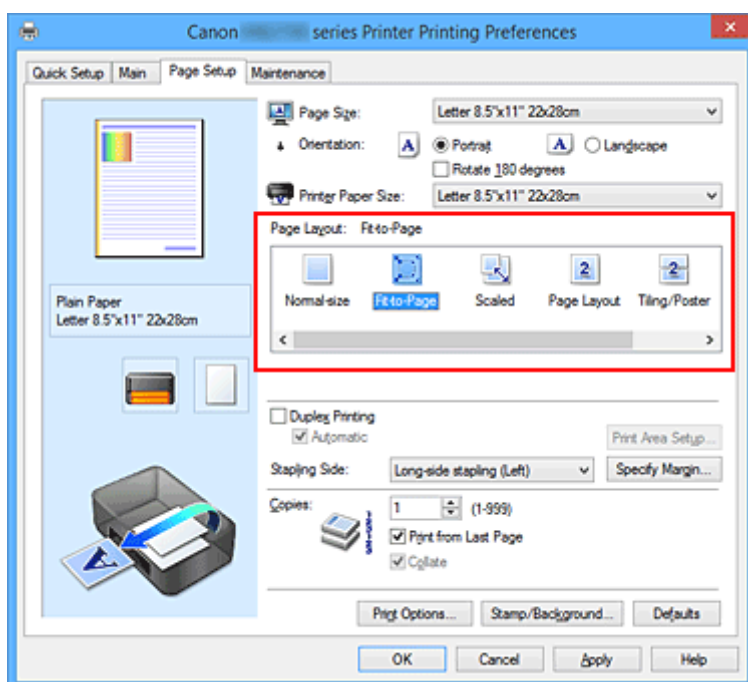 Canon series Printer Printing Preferences
Quick Setup Main Page Setup Maintenance
Page Size: Letter 8.5"x11" 22x28cm
Orientation: A Portrait A Landscape
Rotate 180 degrees
Printer Paper Size: Letter 8.5"x11" 22x28cm
Page Layout: Fit-to-Page
2 2
Normal-size Fit-to-Page Scaled Page Layout Tiling/Poster
Plain Paper
Letter 8.5"x11" 22x28cm
Duplex Printing
Automatic
Print Area Setup...
Stapling Side: Long-side stapling (Left) Specify Margin...
Copies: 1 (1-999)
Print from Last Page
Collate
A
Print Options... Stamp/Background... Defaults
OK Cancel Apply Help